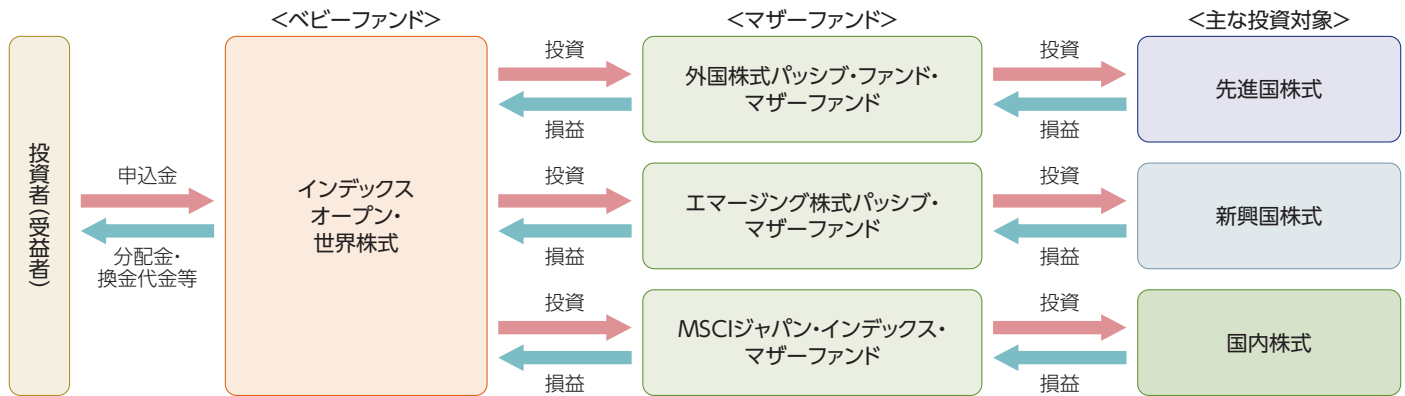 <ベビーファンド>
<マザーファンド>
<主な投資対象>
投資者(受益者)
申込金
分配金・
換金代金等
インデックス
オープン・
世界株式
投資
損益
外国株式パッシブ・ファンド・
マザーファンド
投資
損益
先進国株式
投資
損益
エマージング株式パッシブ・
マザーファンド
投資
損益
新興国株式
投資
損益
MSCIジャパン・インデックス・
マザーファンド
投資
損益
国内株式